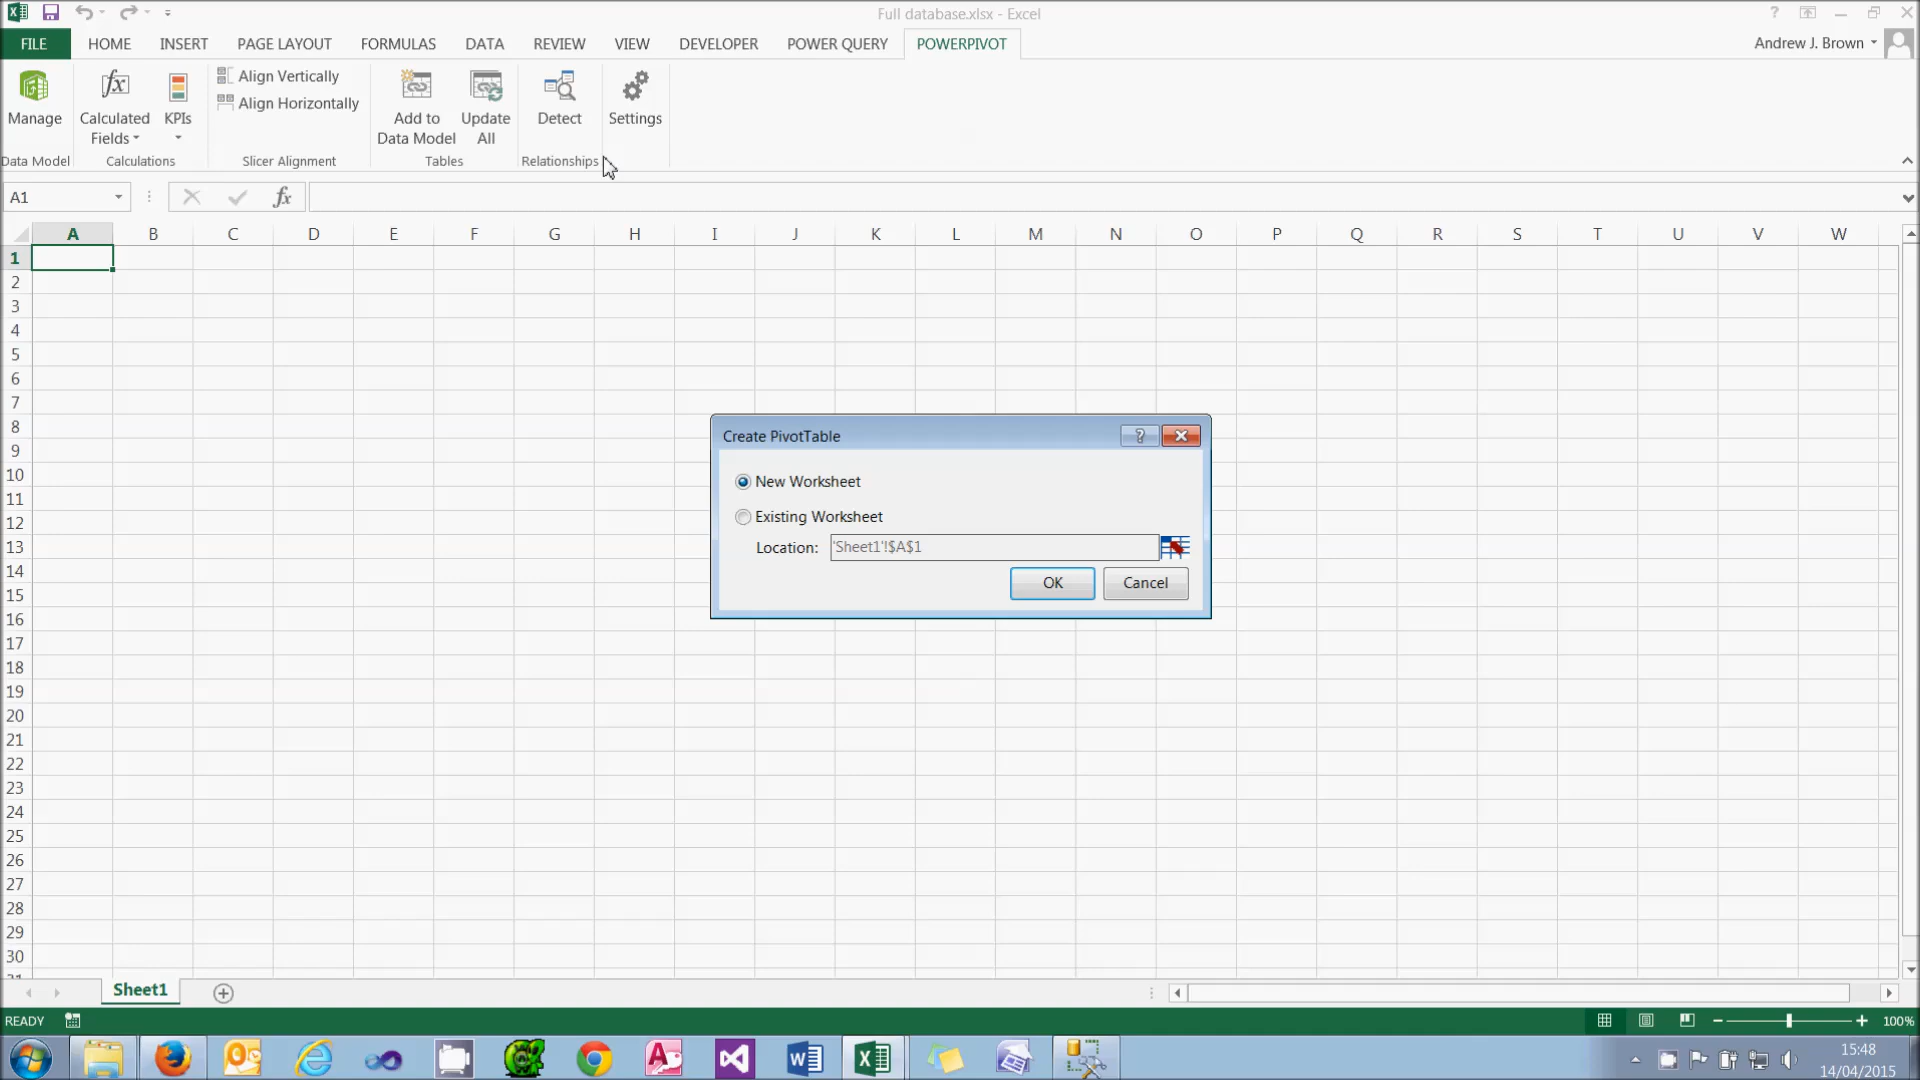 Full database.xlsx - Excel
FILE HOME INSERT PAGE LAYOUT FORMULAS DATA REVIEW VIEW DEVELOPER POWER QUERY POWERPIVOT Andrew J. Brown
Manage
Calculated
Fields
KPIs
Align Vertically
Align Horizontally
Add to
Data Model
Update
All
Detect
Settings
Data Model Calculations Slicer Alignment Tables Relationships
A1 fx
A B C D E F G H I J K L M N O P Q R S T U V W
1
2
3
4
5
6
7
8
9
10
11
12
13
14
15
16
17
18
19
20
21
22
23
24
25
26
27
28
29
30
Create PivotTable
New Worksheet
Existing Worksheet
Location: 'Sheet1'!$A$1
OK Cancel
Sheet1
READY 100%
15:48
14/04/2015